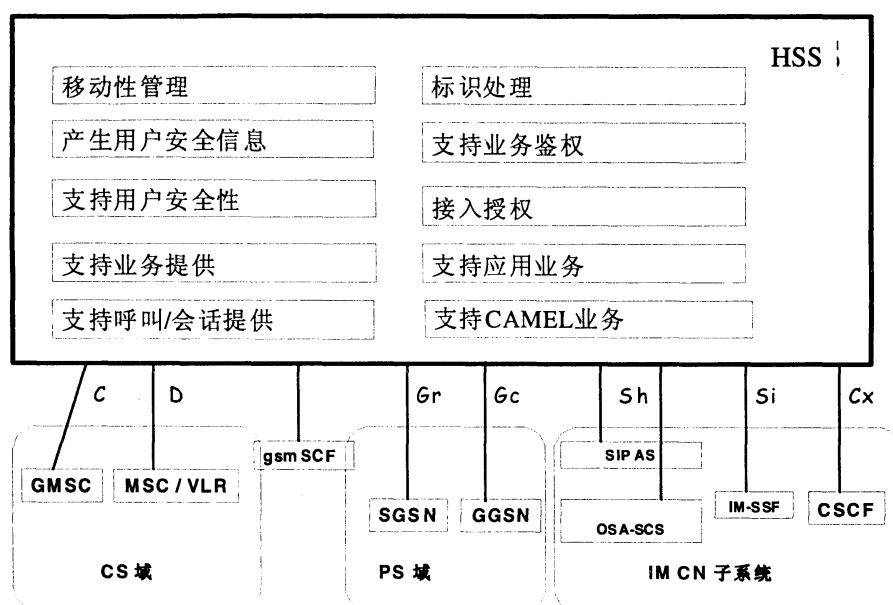 HSS
移动性管理
标识处理
产生用户安全信息
支持业务鉴权
支持用户安全性
接入授权
支持业务提供
支持应用业务
支持呼叫/会话提供
支持CAMEL业务
C
D
Gr
Gc
Sh
Si
Cx
gsmSCF
SIP AS
GMSC
MSC / VLR
SGSN
GGSN
OSA-SCS
IM-SSF
CSCF
CS 域
PS 域
IM CN 子系统